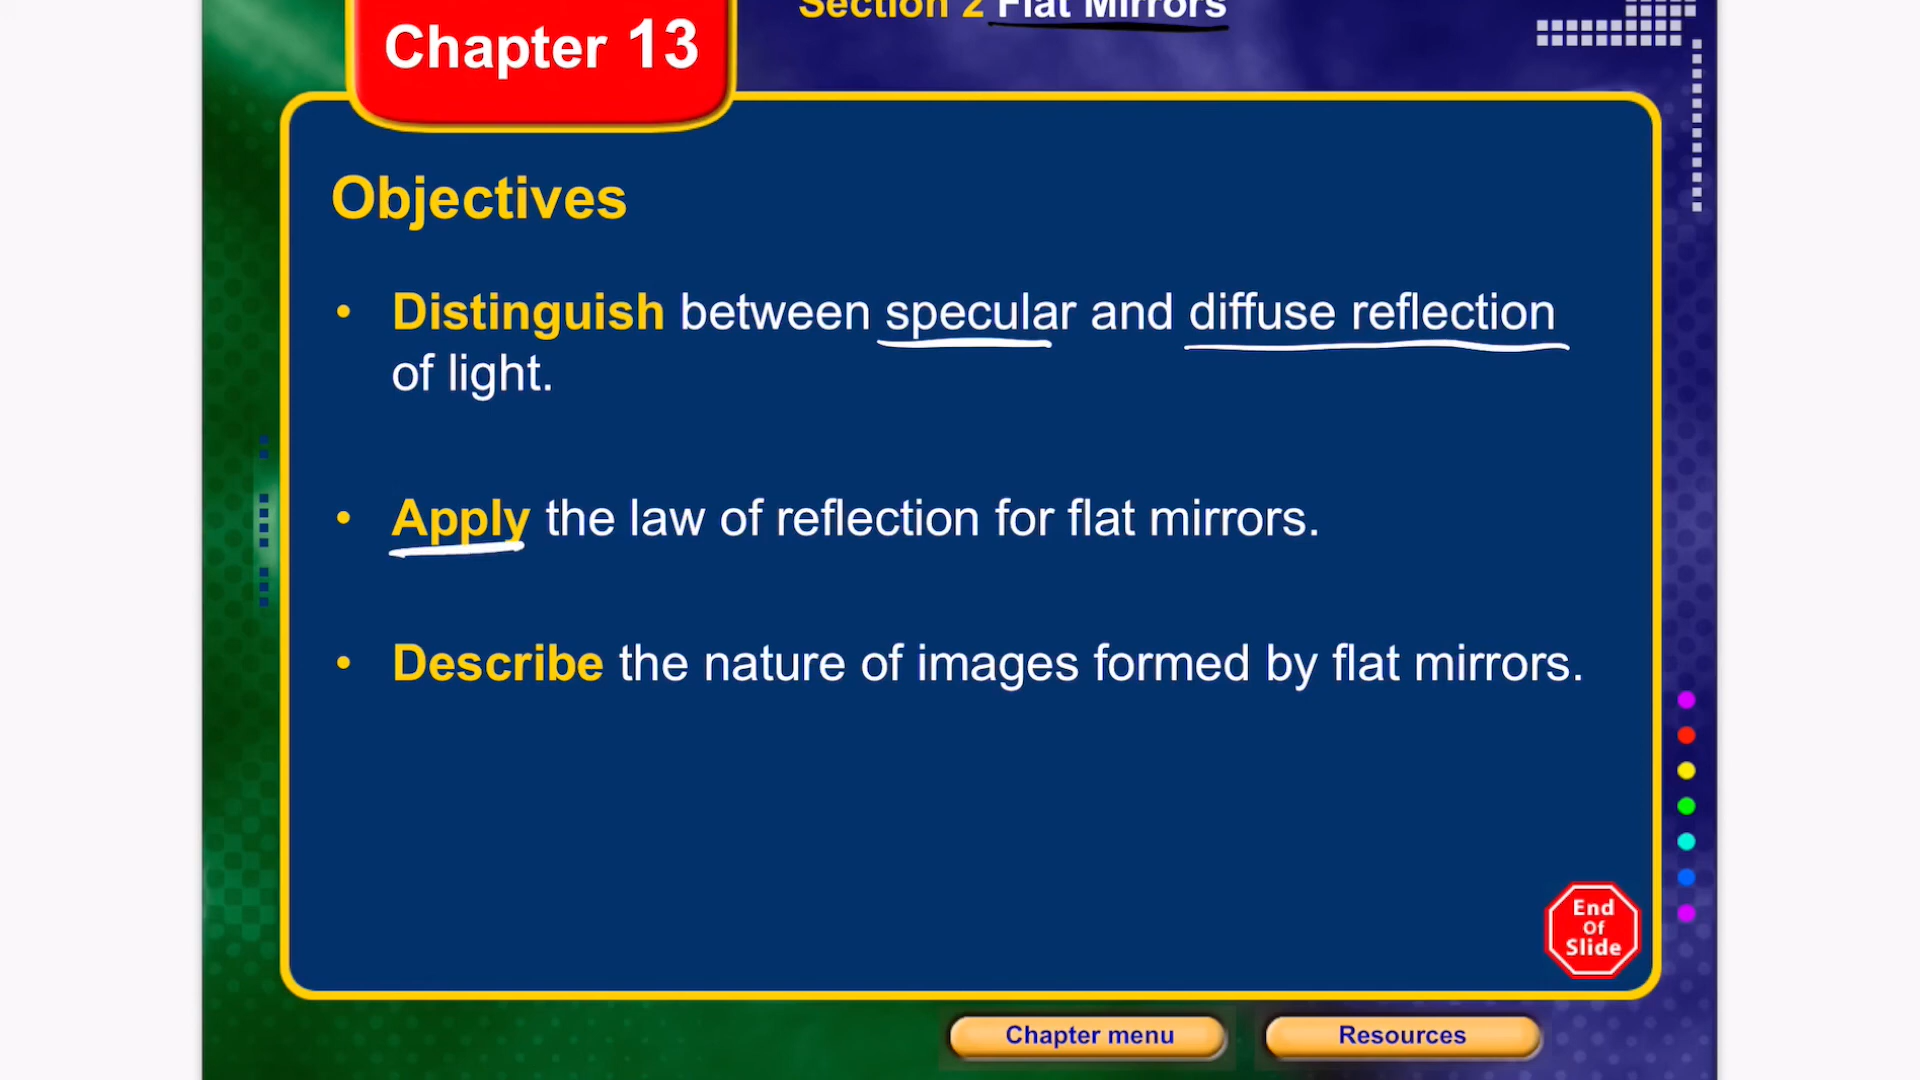 Section 2 Flat Mirrors
Chapter 13
Objectives
• Distinguish between specular and diffuse reflection
of light.
• Apply the law of reflection for flat mirrors.
• Describe the nature of images formed by flat mirrors.
End
Of
Slide
Chapter menu
Resources